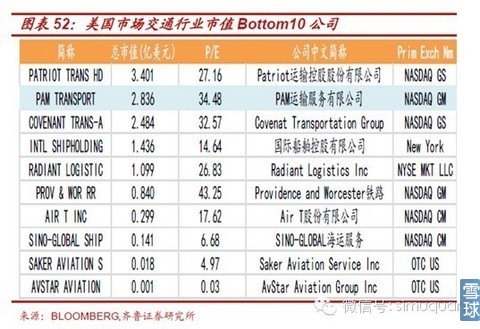 图表 52：美国市场交通行业市值 Bottom10 公司
简称 总市值(亿美元) P/E 公司中文简称 Prim Exch Nm
PATRIOT TRANS HD 3.401 27.16 Patriot运输控股股份有限公司 NASDAQ GS
PAM TRANSPORT 2.836 34.48 PAM运输服务有限公司 NASDAQ GM
COVENANT TRANS-A 2.484 32.57 Covenat Transportation Group NASDAQ GS
INTL SHIPHOLDING 1.436 14.64 国际船舶控股有限公司 New York
RADIANT LOGISTIC 1.099 26.83 Radiant Logistics Inc NYSE MKT LLC
PROV & WOR RR 0.840 43.25 Providence and Worcester铁路 NASDAQ GM
AIR T INC 0.299 17.62 Air T股份有限公司 NASDAQ CM
SINO-GLOBAL SHIP 0.141 6.68 SINO-GLOBAL海运服务 NASDAQ CM
SAKER AVIATION S 0.018 4.97 Saker Aviation Service Inc OTC US
AVSTAR AVIATION 0.001 0.03 AvStar Aviation Group Inc OTC US
来源：BLOOMBERG,齐鲁证券研究所
微信号: simuquan
雪球